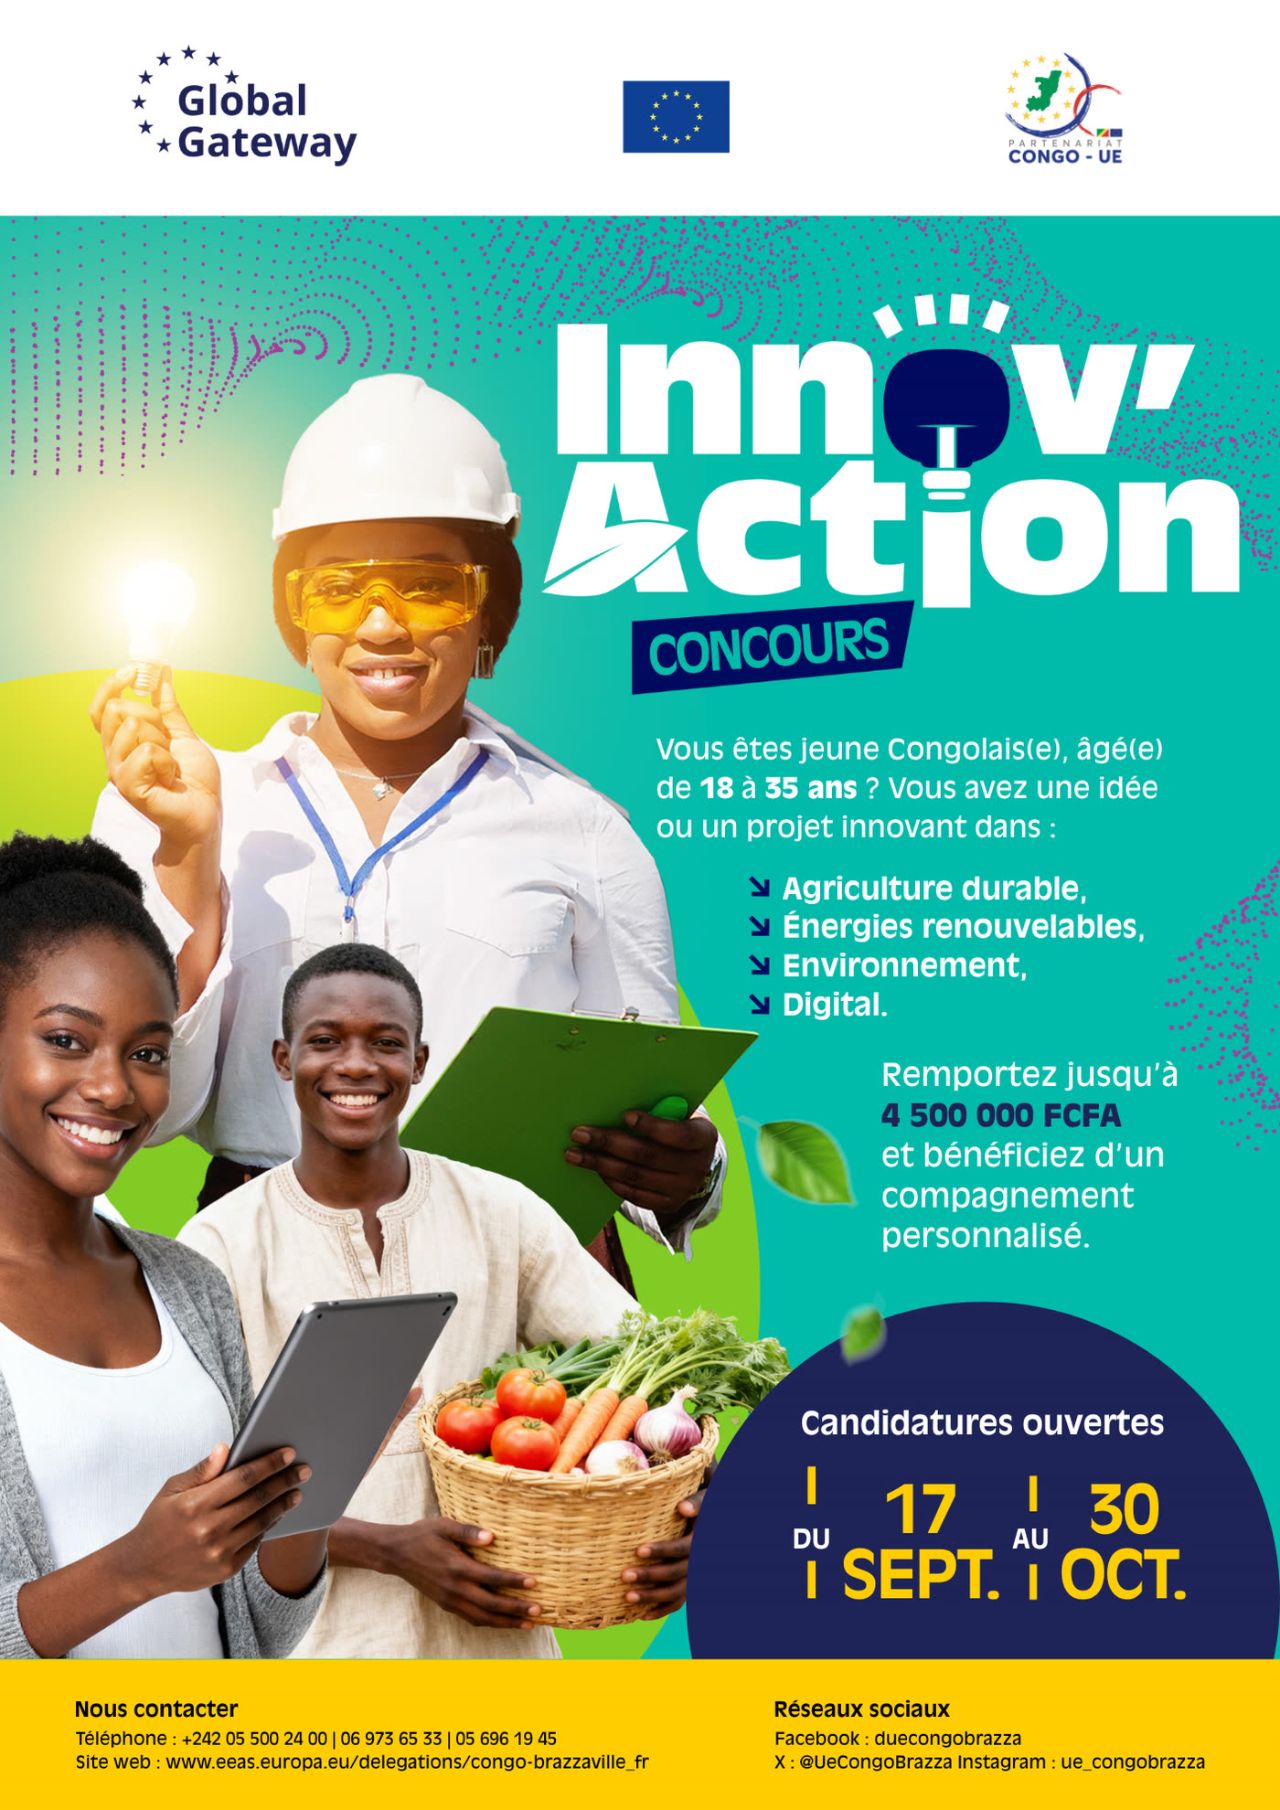 Global
Gateway
PARTENARIAT
CONGO - UE
Innov'
Action
CONCOURS
Vous êtes jeune Congolais(e), âgé(e)
de 18 à 35 ans ? Vous avez une idée
ou un projet innovant dans :
Agriculture durable,
Énergies renouvelables,
Environnement,
Digital.
Remportez jusqu'à
4 500 000 FCFA
et bénéficiez d'un
compagnement
personnalisé.
Candidatures ouvertes
DU 17 SEPT. AU 30 OCT.
Nous contacter
Téléphone : +242 05 500 24 00 | 06 973 65 33 | 05 696 19 45
Site web : www.eeas.europa.eu/delegations/congo-brazzaville_fr
Réseaux sociaux
Facebook : duecongobrazza
X : @UeCongoBrazza Instagram : ue_congobrazza